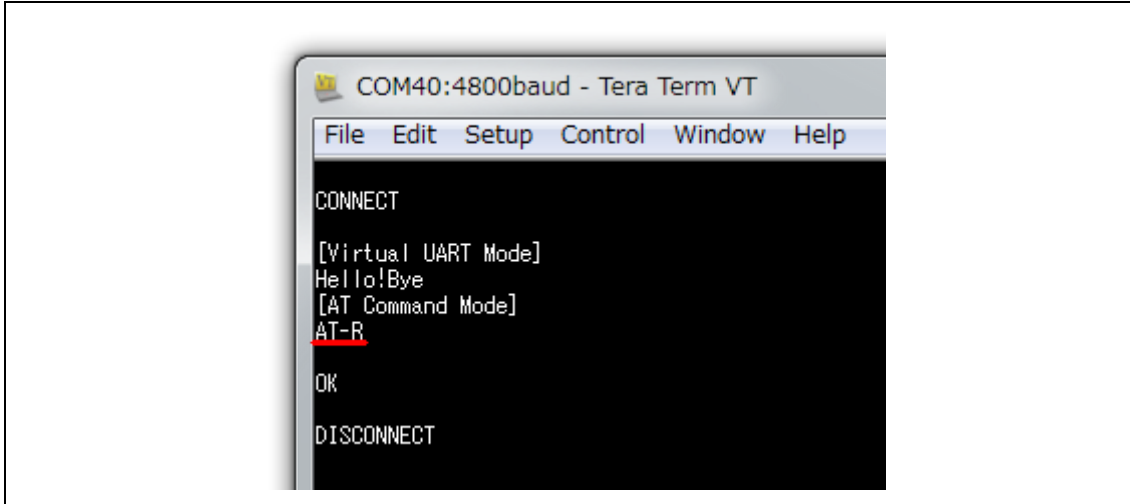 COM40:4800baud - Tera Term VT
File Edit Setup Control Window Help
CONNECT
[Virtual UART Mode]
Hello!Bye
[AT Command Mode]
AT-R
OK
DISCONNECT